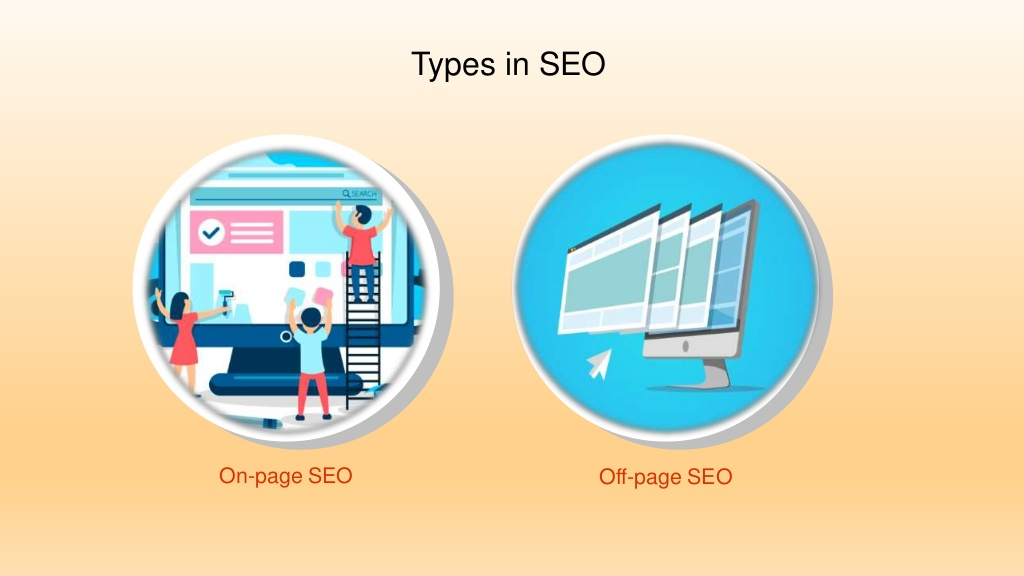 Types in SEO
SEARCH
On-page SEO
Off-page SEO